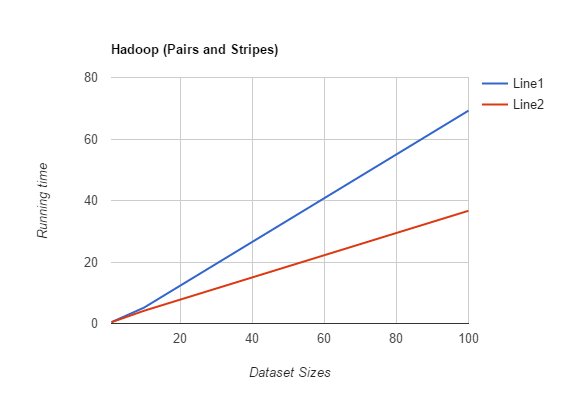 Hadoop (Pairs and Stripes)
80
60
40
20
0
20 40 60 80 100
Running time
Dataset Sizes
Line1
Line2